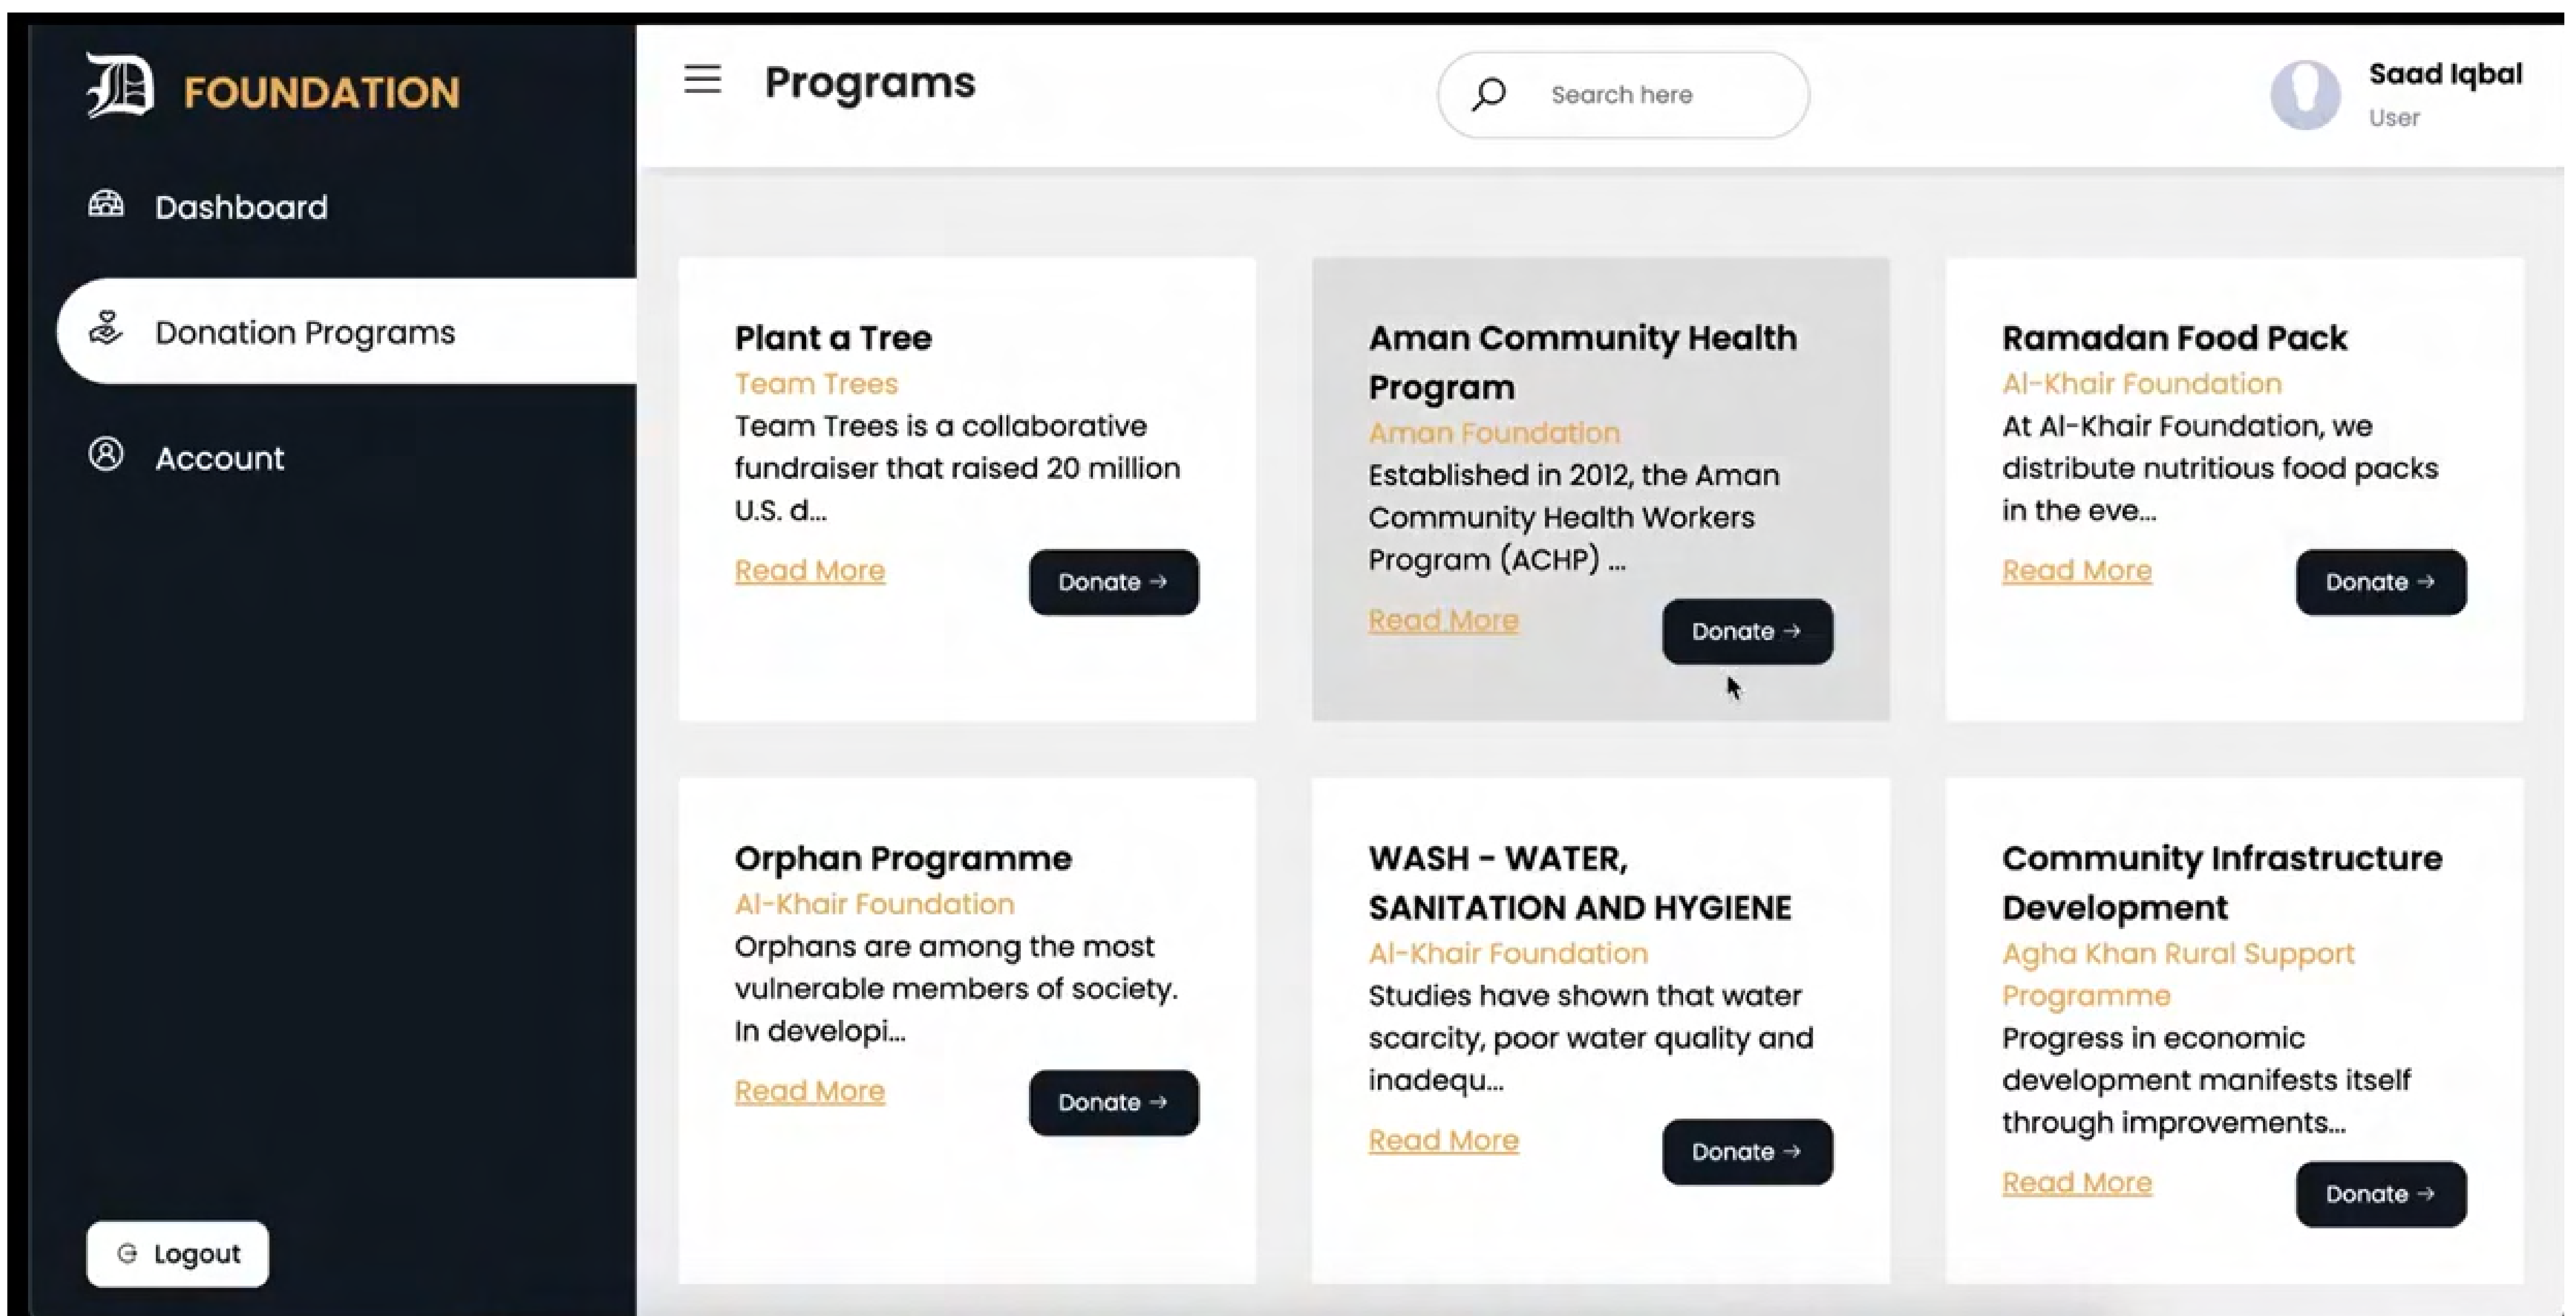 D FOUNDATION
Dashboard
Donation Programs
Account
Logout
Programs
Search here
Saad Iqbal
User
Plant a Tree
Team Trees
Team Trees is a collaborative
fundraiser that raised 20 million
U.S. d...
Read More
Donate →
Aman Community Health
Program
Aman Foundation
Established in 2012, the Aman
Community Health Workers
Program (ACHP) ...
Read More
Donate →
Ramadan Food Pack
Al-Khair Foundation
At Al-Khair Foundation, we
distribute nutritious food packs
in the eve...
Read More
Donate →
Orphan Programme
Al-Khair Foundation
Orphans are among the most
vulnerable members of society.
In developi...
Read More
Donate →
WASH - WATER,
SANITATION AND HYGIENE
Al-Khair Foundation
Studies have shown that water
scarcity, poor water quality and
inadequ...
Read More
Donate →
Community Infrastructure
Development
Agha Khan Rural Support
Programme
Progress in economic
development manifests itself
through improvements...
Read More
Donate →